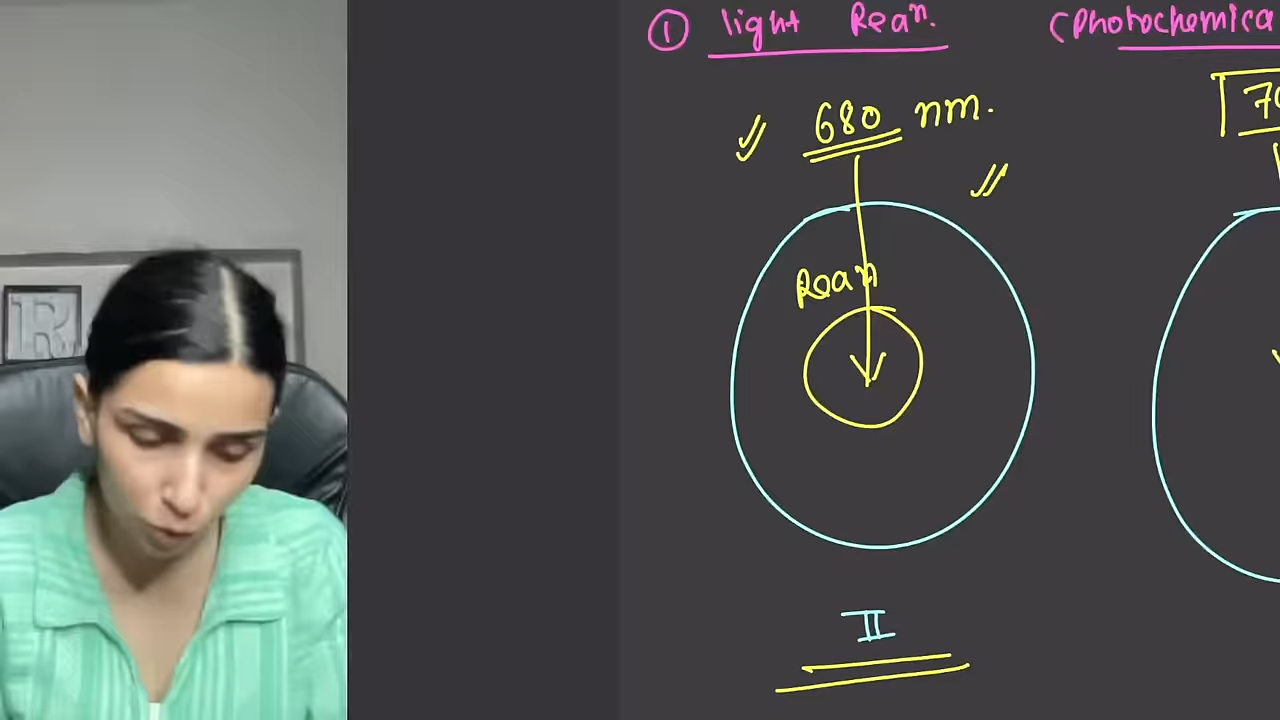 ① light Reaⁿ. (Photochemica
680 nm.
Reaⁿ
II
R